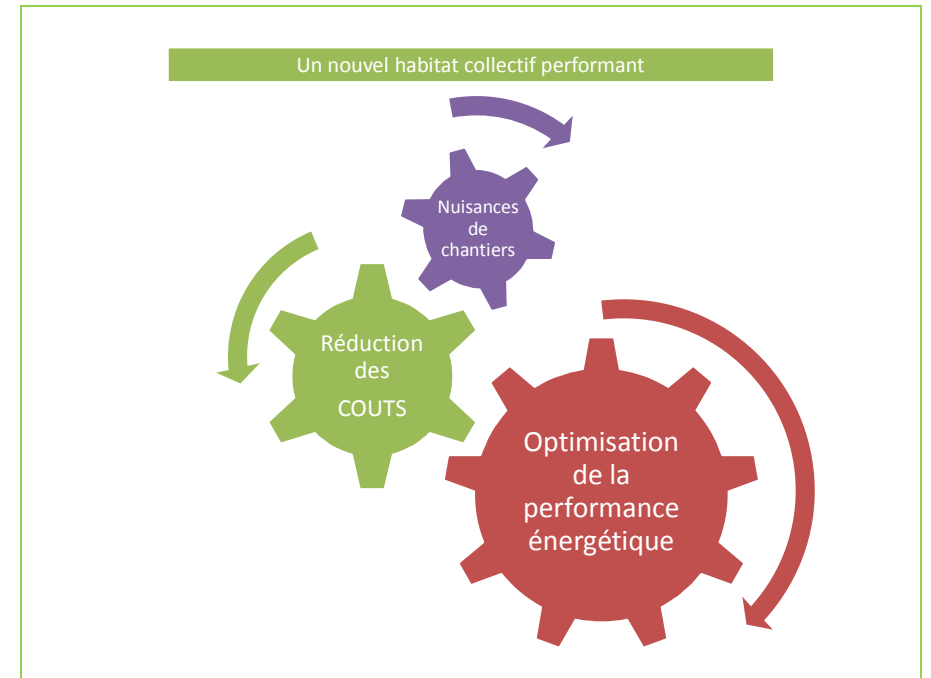 Un nouvel habitat collectif performant
Nuisances
de
chantiers
Réduction
des
COUTS
Optimisation
de la
performance
énergétique